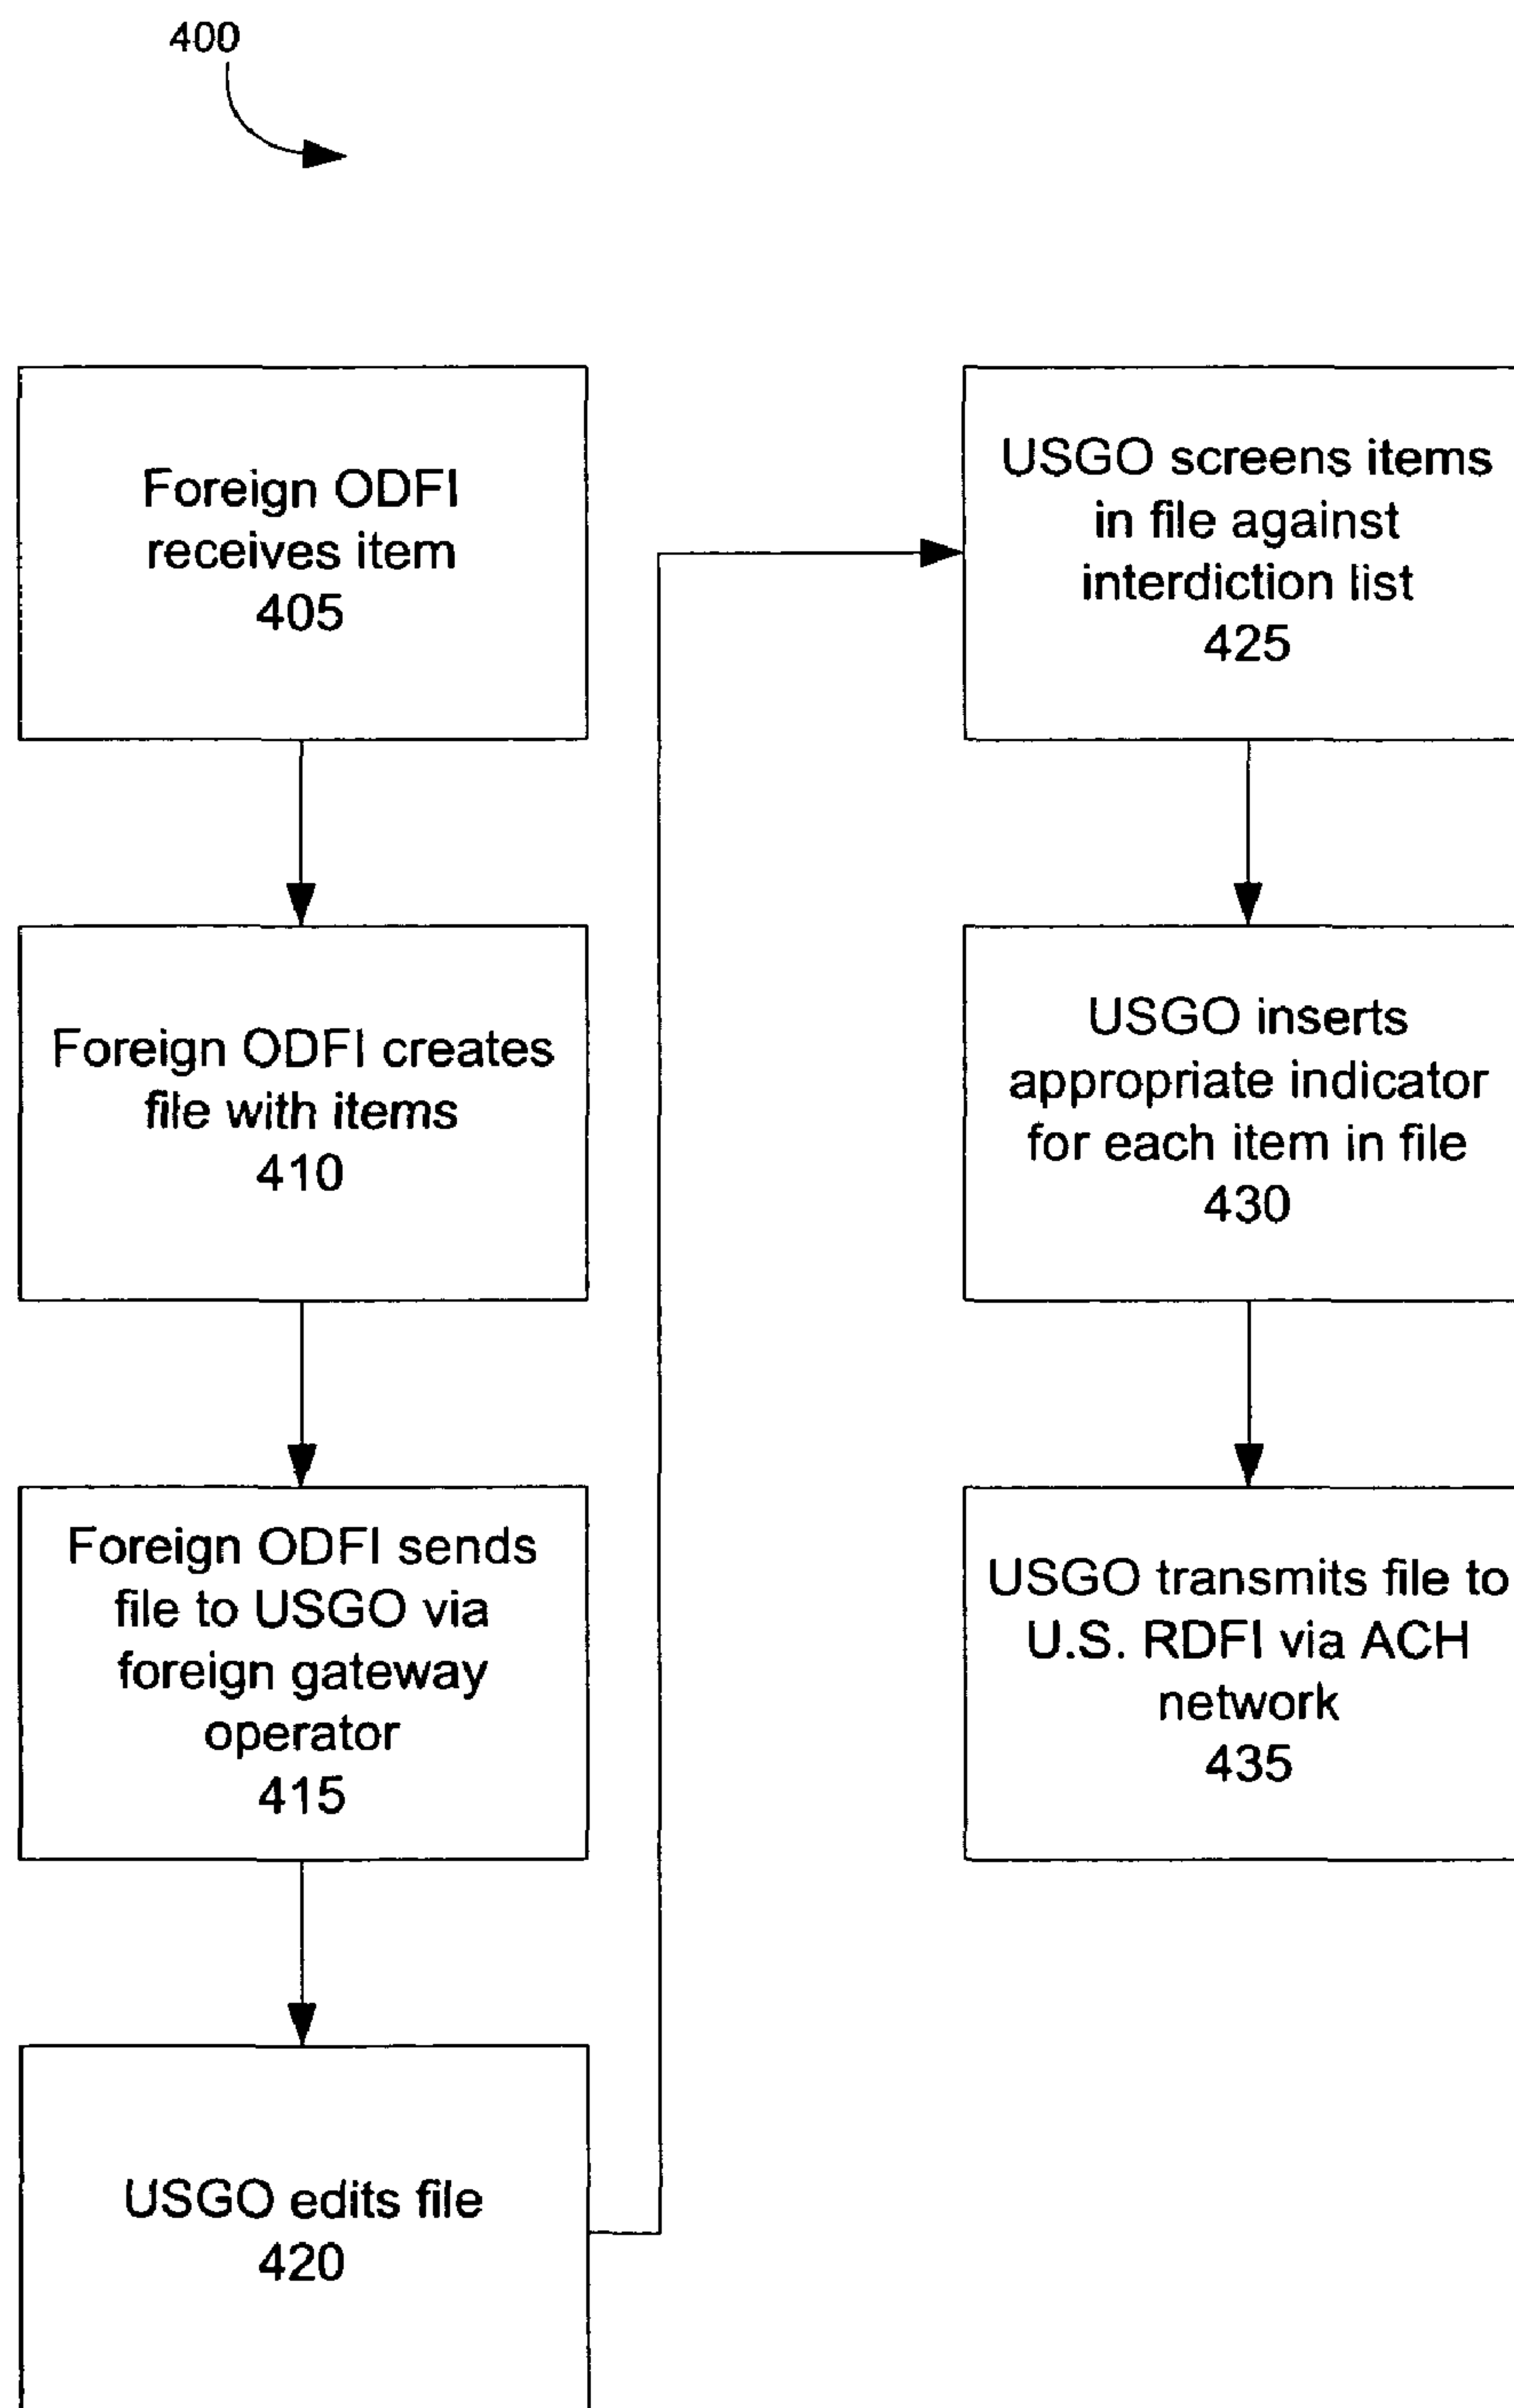 400
Foreign ODFI
receives item
405
Foreign ODFI creates
file with items
410
Foreign ODFI sends
file to USGO via
foreign gateway
operator
415
USGO edits file
420
USGO screens items
in file against
interdiction list
425
USGO inserts
appropriate indicator
for each item in file
430
USGO transmits file to
U.S. RDFI via ACH
network
435